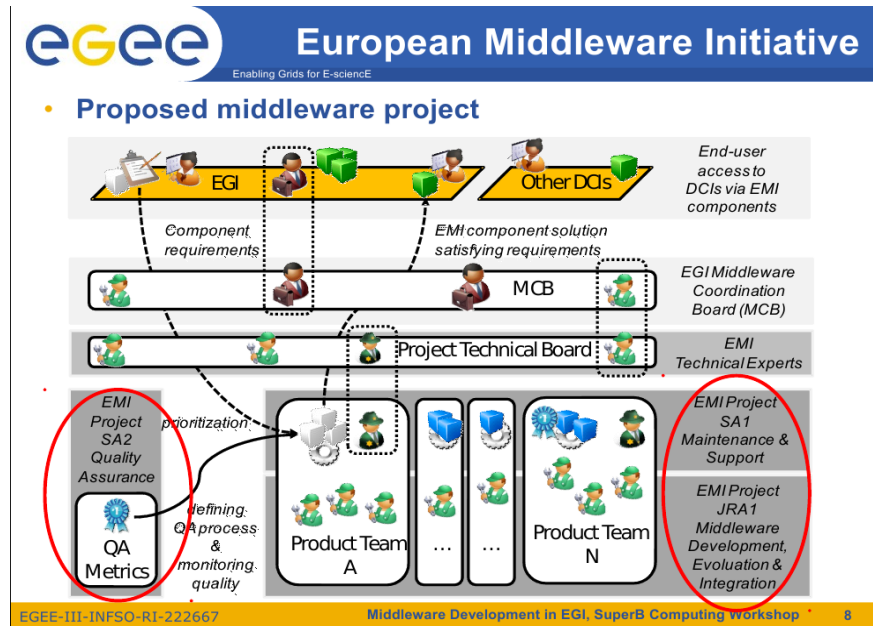 eGee
Enabling Grids for E-sciencE
European Middleware Initiative
• Proposed middleware project
EGI
Other DCIs
End-user
access to
DCIs via EMI
components
Component
requirements
EMI component solution
satisfying requirements
MCB
EGI Middleware
Coordination
Board (MCB)
Project Technical Board
EMI
Technical Experts
EMI
Project
SA2
Quality
Assurance
prioritization
1
QA
Metrics
defining
QA process
&
monitoring
quality
Product Team
A
...
...
1
Product Team
N
EMI Project
SA1
Maintenance &
Support
EMI Project
JRA1
Middleware
Development,
Evoluation &
Integration
EGEE-III-INFSO-RI-222667
Middleware Development in EGI, SuperB Computing Workshop
8